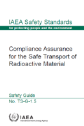 IAEA Safety Standards
for protecting people and the environment
Compliance Assurance
for the Safe Transport of
Radioactive Material
Safety Guide
No. TS-G-1.5
IAEA